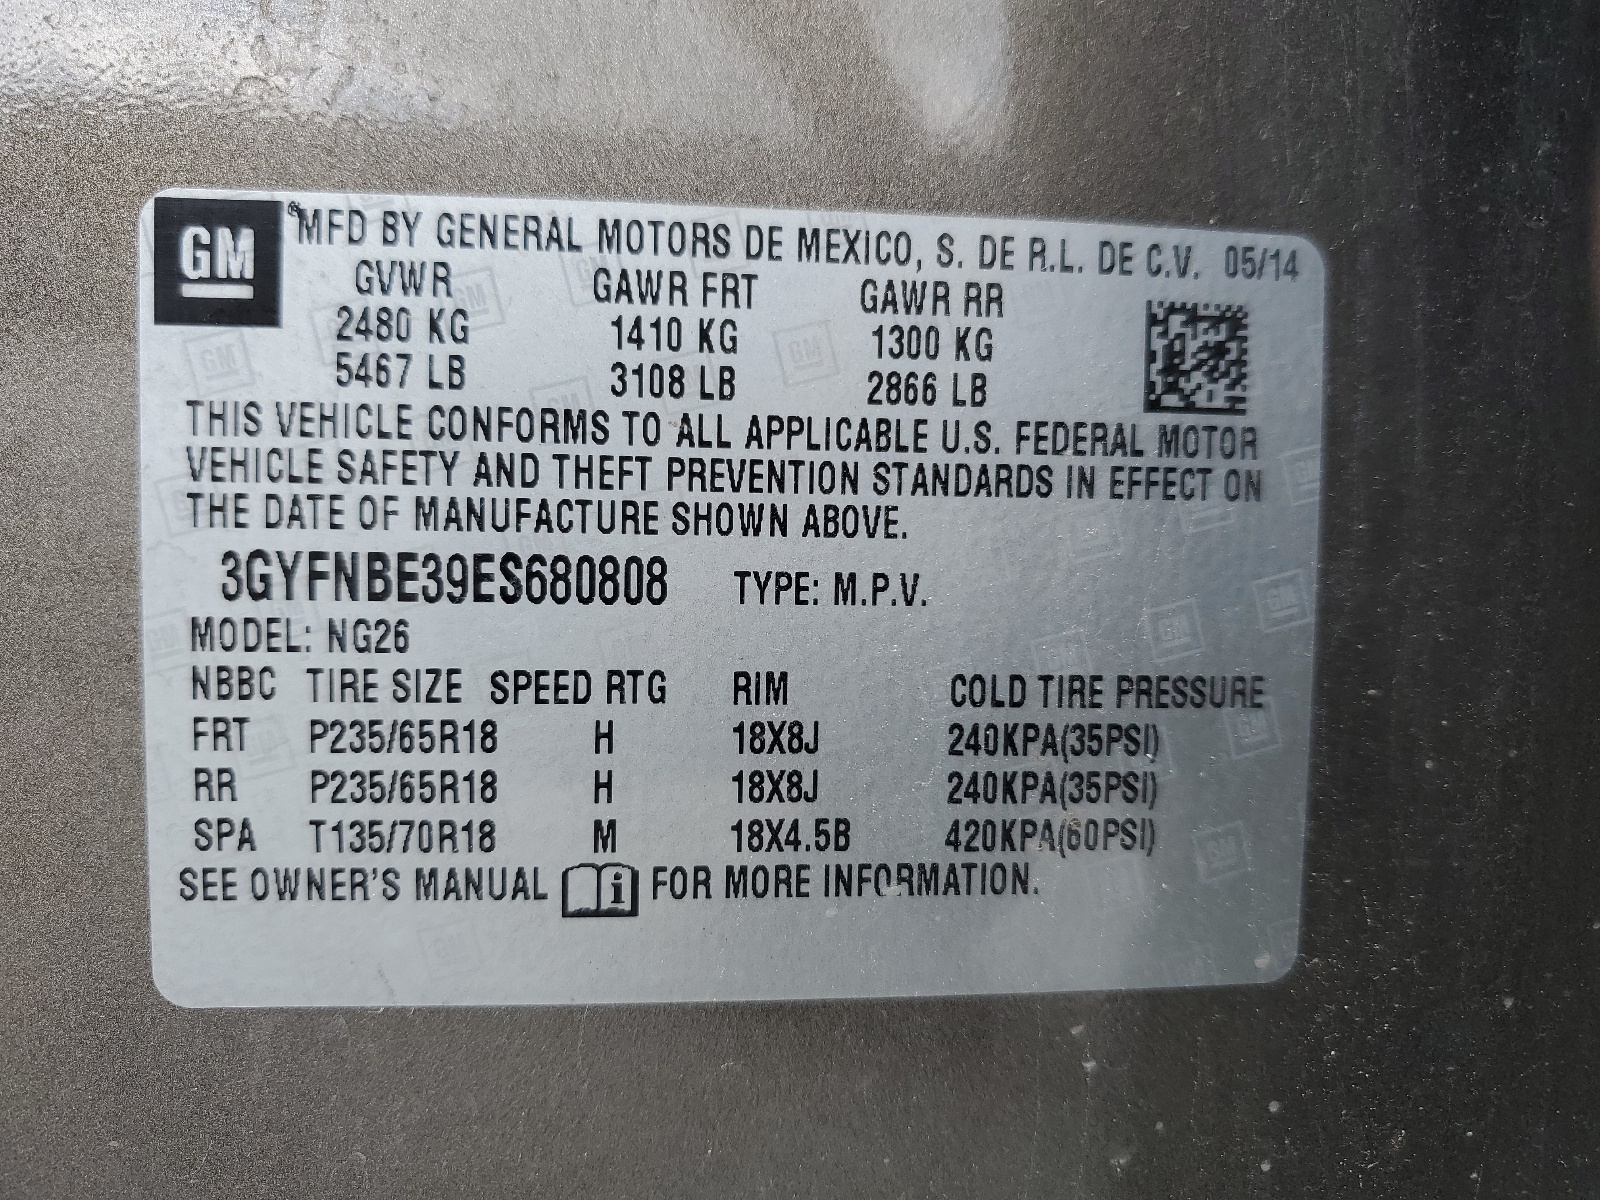 GM
® MFD BY GENERAL MOTORS DE MEXICO, S. DE R.L. DE C.V. 05/14
GVWR GAWR FRT GAWR RR
2480 KG 1410 KG 1300 KG
5467 LB 3108 LB 2866 LB
THIS VEHICLE CONFORMS TO ALL APPLICABLE U.S. FEDERAL MOTOR
VEHICLE SAFETY AND THEFT PREVENTION STANDARDS IN EFFECT ON
THE DATE OF MANUFACTURE SHOWN ABOVE.
3GYFNBE39ES680808 TYPE: M.P.V.
MODEL: NG26
NBBC TIRE SIZE SPEED RTG RIM COLD TIRE PRESSURE
FRT P235/65R18 H 18X8J 240KPA(35PSI)
RR P235/65R18 H 18X8J 240KPA(35PSI)
SPA T135/70R18 M 18X4.5B 420KPA(60PSI)
SEE OWNER'S MANUAL i FOR MORE INFORMATION.